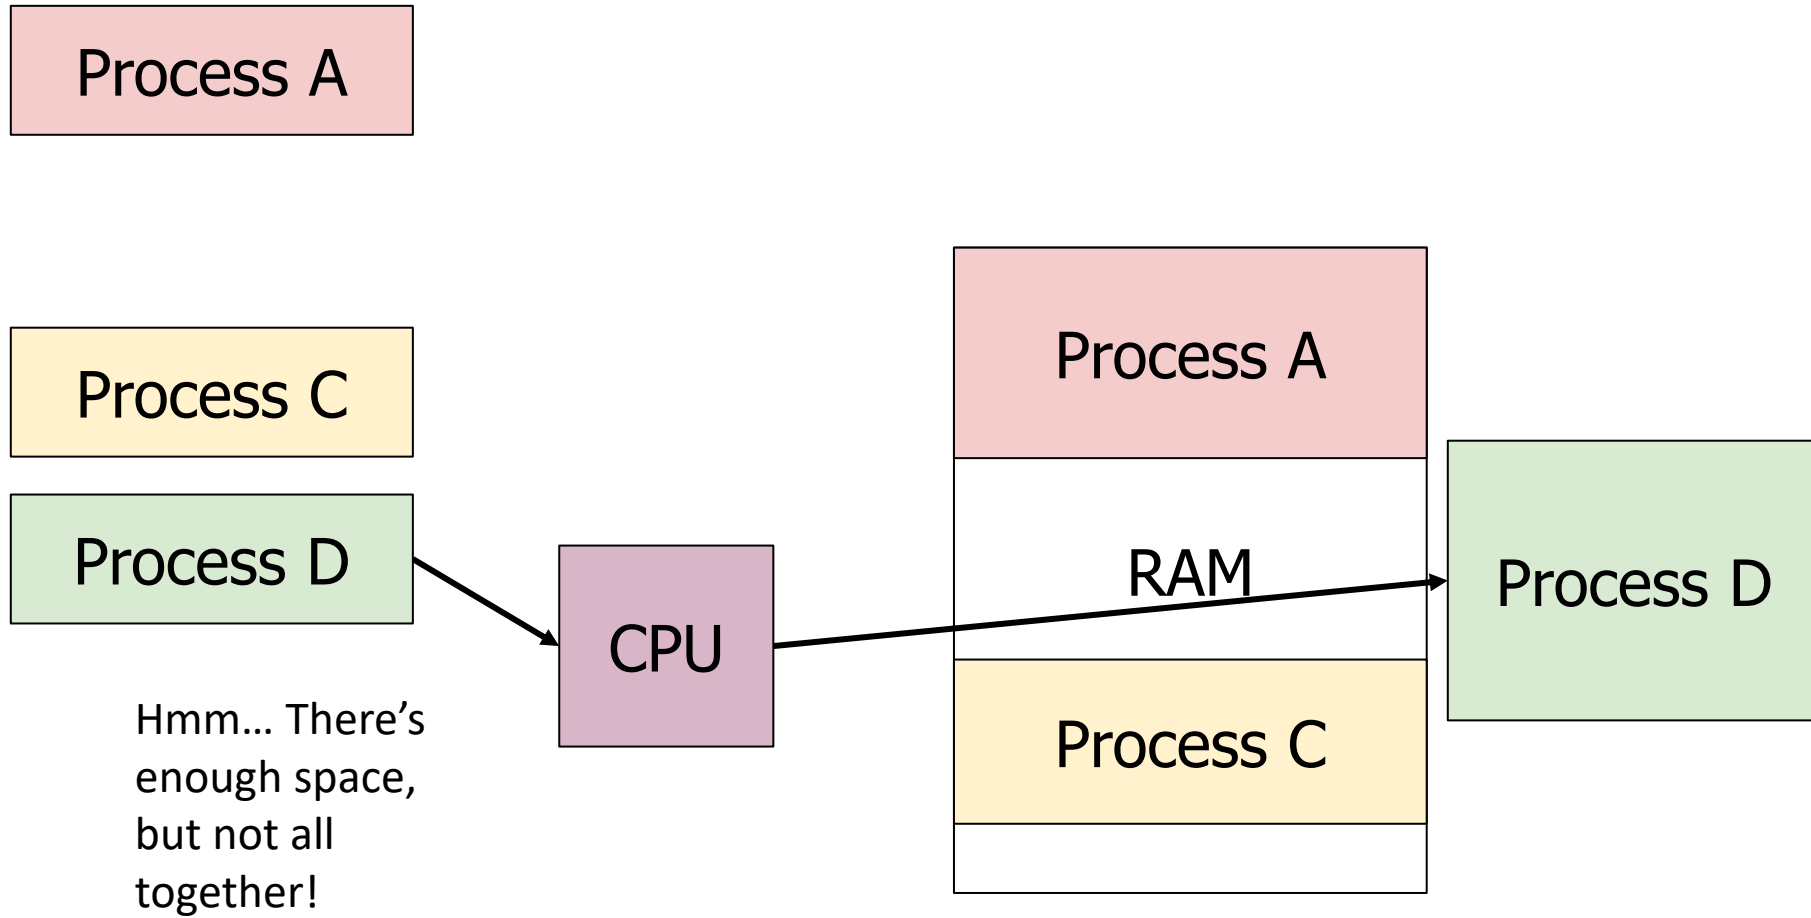 Process A
Process C
Process D
Hmm… There’s
enough space,
but not all
together!
CPU
Process A
RAM
Process C
Process D